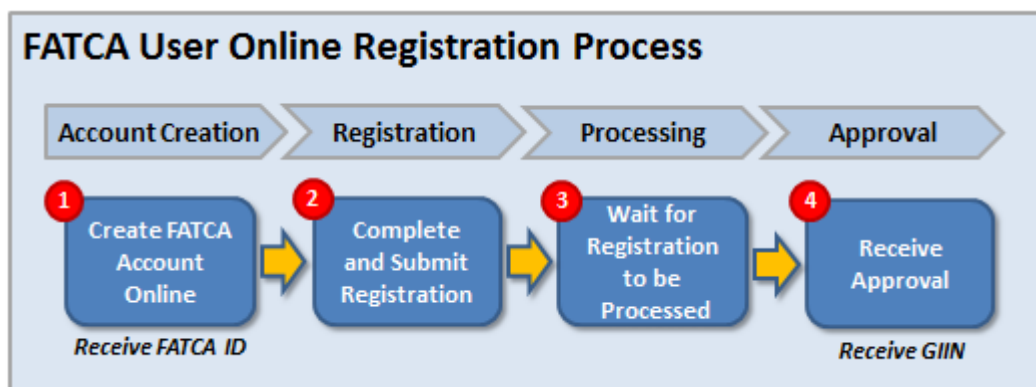 FATCA User Online Registration Process
Account Creation
Registration
Processing
Approval
1
Create FATCA
Account
Online
Receive FATCA ID
2
Complete
and Submit
Registration
3
Wait for
Registration
to be
Processed
4
Receive
Approval
Receive GIIN